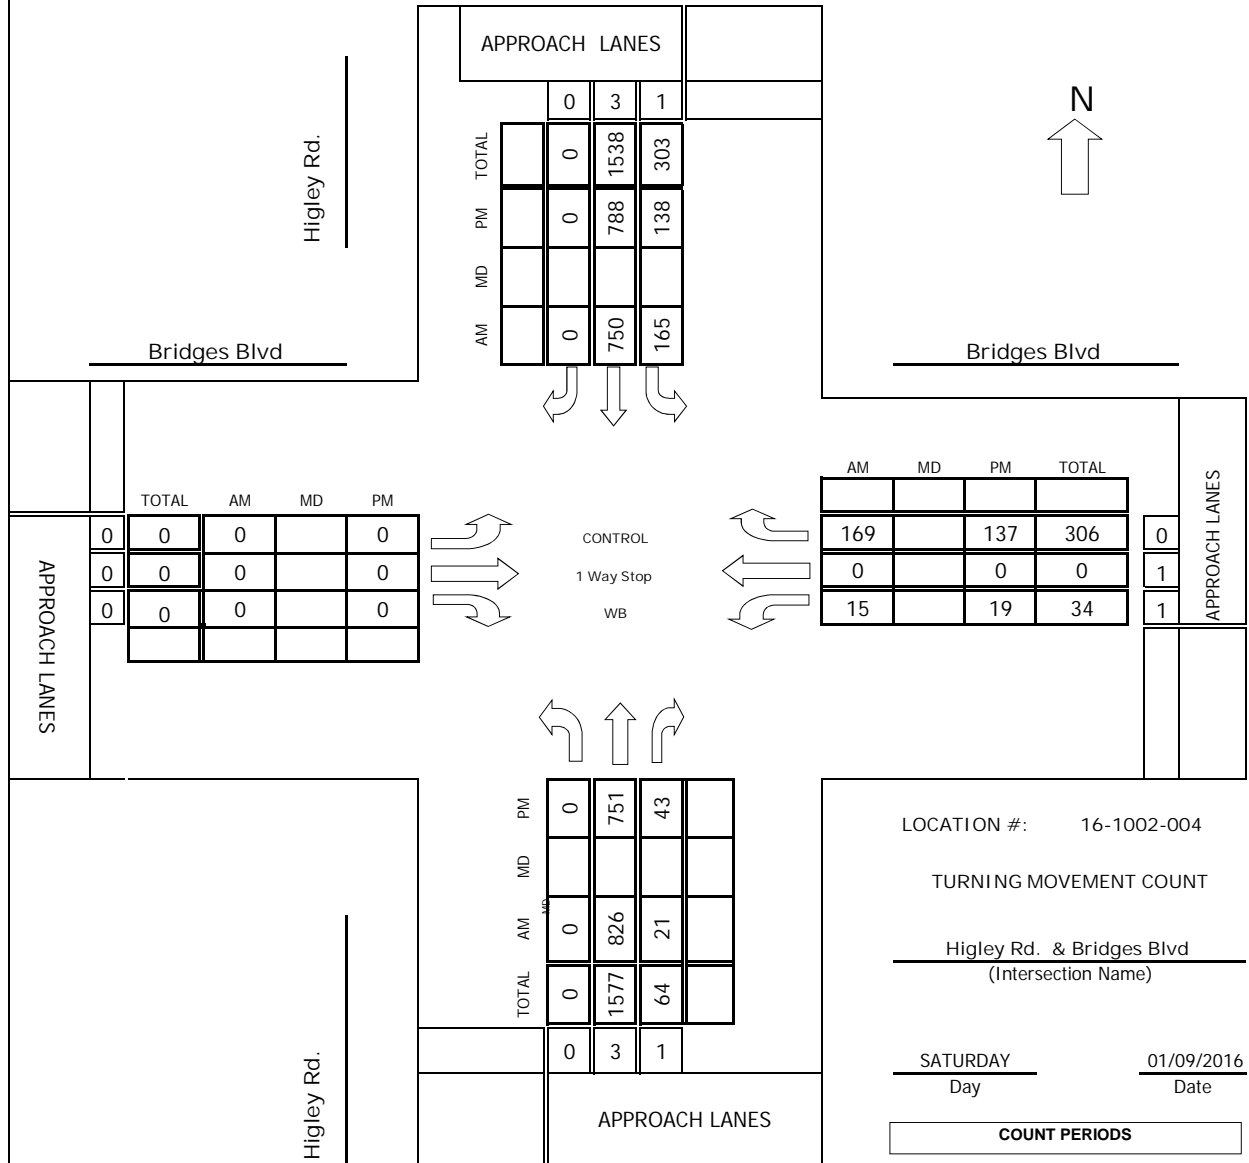 APPROACH LANES
0 3 1
N
Higley Rd.
TOTAL 0 1538 303
PM 0 788 138
MD
AM 0 750 165
Bridges Blvd
Bridges Blvd
AM MD PM TOTAL
169 137 306 0
0 0 0 1
15 19 34 1
APPROACH LANES
TOTAL AM MD PM
0 0 0 0
0 0 0 0
0 0 0 0
APPROACH LANES
CONTROL
1 Way Stop
WB
PM 0 751 43
MD
MD
AM 0 826 21
TOTAL 0 1577 64
0 3 1
APPROACH LANES
Higley Rd.
LOCATION #: 16-1002-004
TURNING MOVEMENT COUNT
Higley Rd. & Bridges Blvd
(Intersection Name)
SATURDAY 01/09/2016
Day Date
COUNT PERIODS